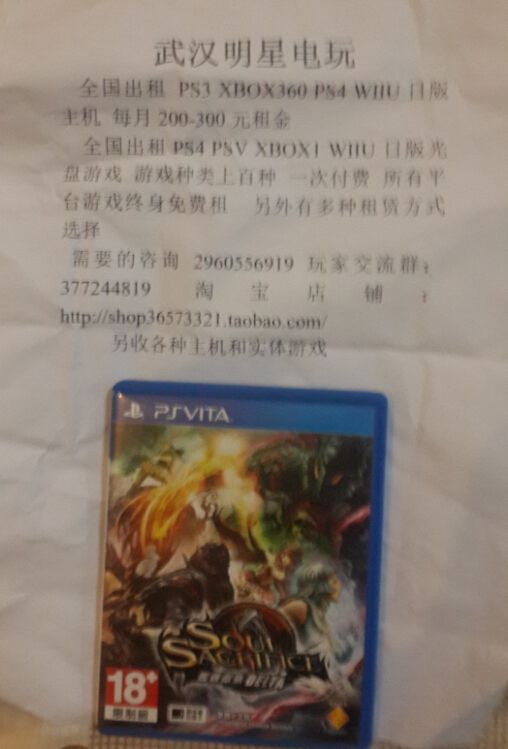 武汉明星电玩
全国出租 PS3 XBOX360 PS4 WIIU 日版
主机 每月 200-300 元租金
全国出租 PS4 PSV XBOX1 WIIU 日版光
盘游戏 游戏种类上百种 一次付费 所有平
台游戏终身免费租 另外有多种租赁方式
选择
需要的咨询 2960556919 玩家交流群：
377244819 淘宝店铺：
http://shop36573321.taobao.com/
另收各种主机和实体游戏
PSVITA
SOUL
SACRIFICE
DELTA
18+
限制級